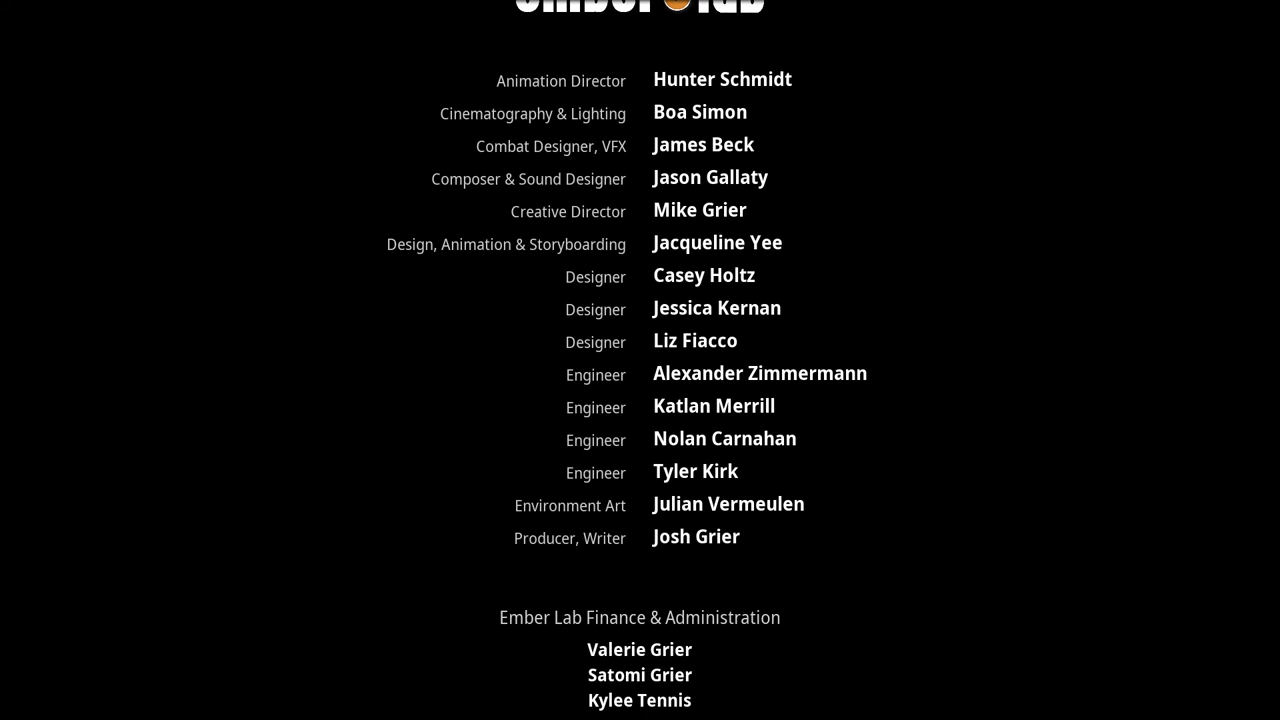 ember lab
Animation Director Hunter Schmidt
Cinematography & Lighting Boa Simon
Combat Designer, VFX James Beck
Composer & Sound Designer Jason Gallaty
Creative Director Mike Grier
Design, Animation & Storyboarding Jacqueline Yee
Designer Casey Holtz
Designer Jessica Kernan
Designer Liz Fiacco
Engineer Alexander Zimmermann
Engineer Katlan Merrill
Engineer Nolan Carnahan
Engineer Tyler Kirk
Environment Art Julian Vermeulen
Producer, Writer Josh Grier
Ember Lab Finance & Administration
Valerie Grier
Satomi Grier
Kylee Tennis